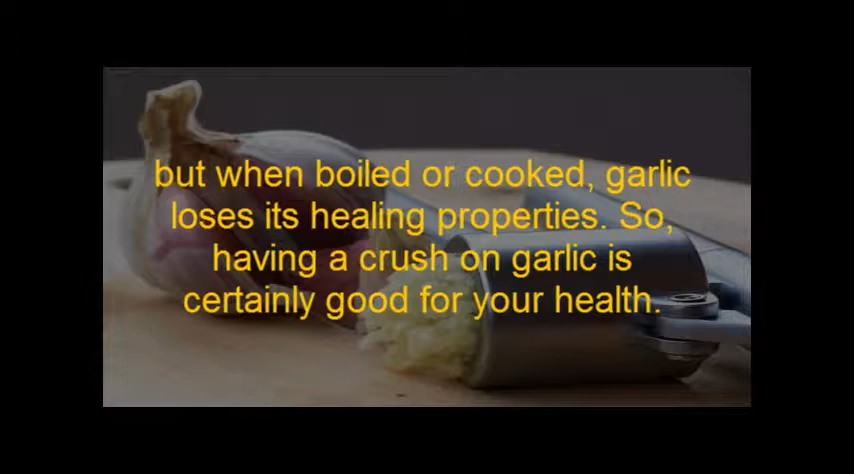 but when boiled or cooked, garlic
loses its healing properties. So,
having a crush on garlic is
certainly good for your health.